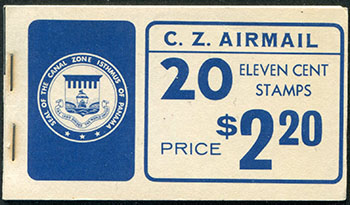 SEAL OF THE CANAL ZONE ISTHMUS OF PANAMA
C. Z. AIRMAIL
20 ELEVEN CENT
STAMPS
PRICE $2.20